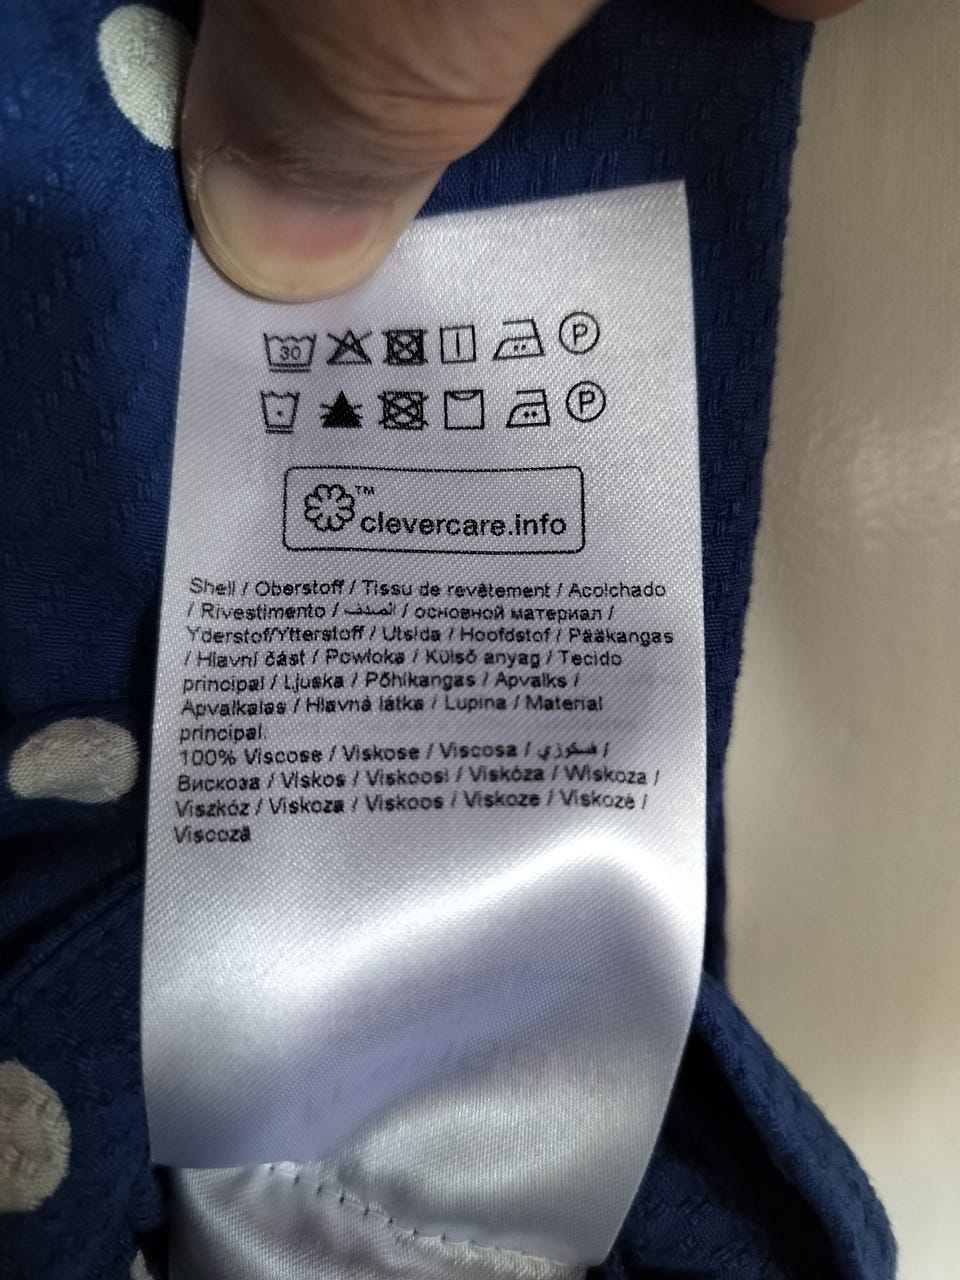 30 P
P
™
clevercare.info
Shell / Oberstoff / Tissu de revêtement / Acolchado
/ Rivestimento / الصدف / основной материал /
Yderstof/Ytterstoff / Utsida / Hoofdstof / Pääkangas
/ Hlavní část / Powłoka / Külső anyag / Tecido
principal / Ljuska / Põhikangas / Apvalks /
Apvalkalas / Hlavná látka / Lupina / Material
principal.
100% Viscose / Viskose / Viscosa / فسكوزي /
Вискоза / Viskos / Viskoosi / Viskóza / Wiskoza /
Viszkóz / Viskoza / Viskoos / Viskoze / Viskozė /
Viscoză